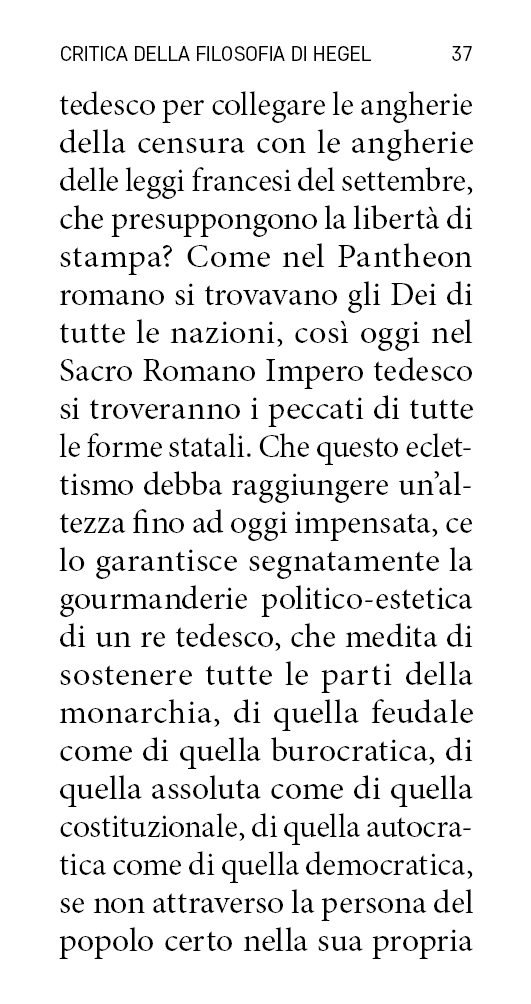 CRITICA DELLA FILOSOFIA DI HEGEL 37
tedesco per collegare le angherie
della censura con le angherie
delle leggi francesi del settembre,
che presuppongono la libertà di
stampa? Come nel Pantheon
romano si trovavano gli Dei di
tutte le nazioni, così oggi nel
Sacro Romano Impero tedesco
si troveranno i peccati di tutte
le forme statali. Che questo eclet-
tismo debba raggiungere un’al-
tezza fino ad oggi impensata, ce
lo garantisce segnatamente la
gourmanderie politico-estetica
di un re tedesco, che medita di
sostenere tutte le parti della
monarchia, di quella feudale
come di quella burocratica, di
quella assoluta come di quella
costituzionale, di quella autocra-
tica come di quella democratica,
se non attraverso la persona del
popolo certo nella sua propria